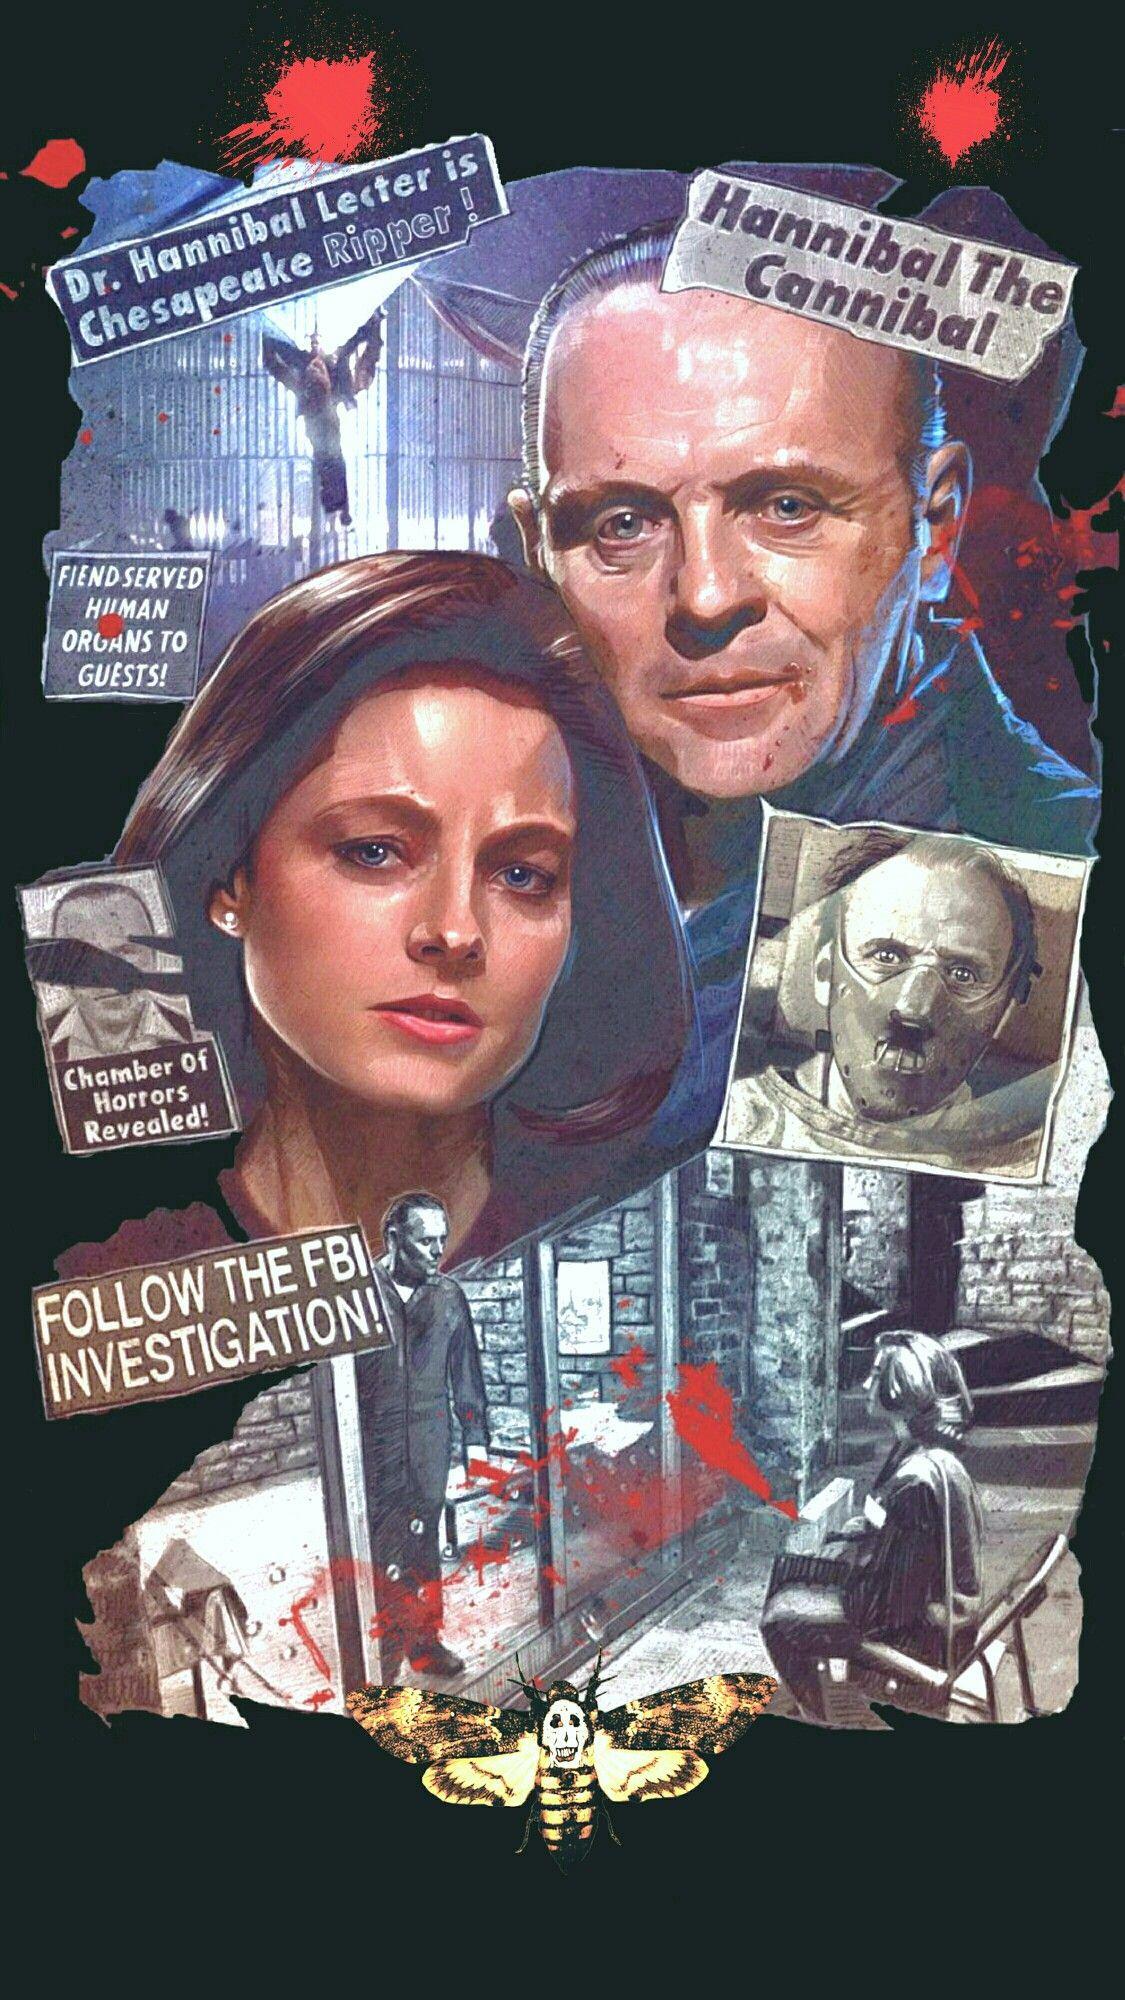 Dr. Hannibal Lecter is
Chesapeake Ripper!
Hannibal The
Cannibal
FIEND SERVED
HUMAN
ORGANS TO
GUESTS!
Chamber Of
Horrors
Revealed!
FOLLOW THE FBI
INVESTIGATION!